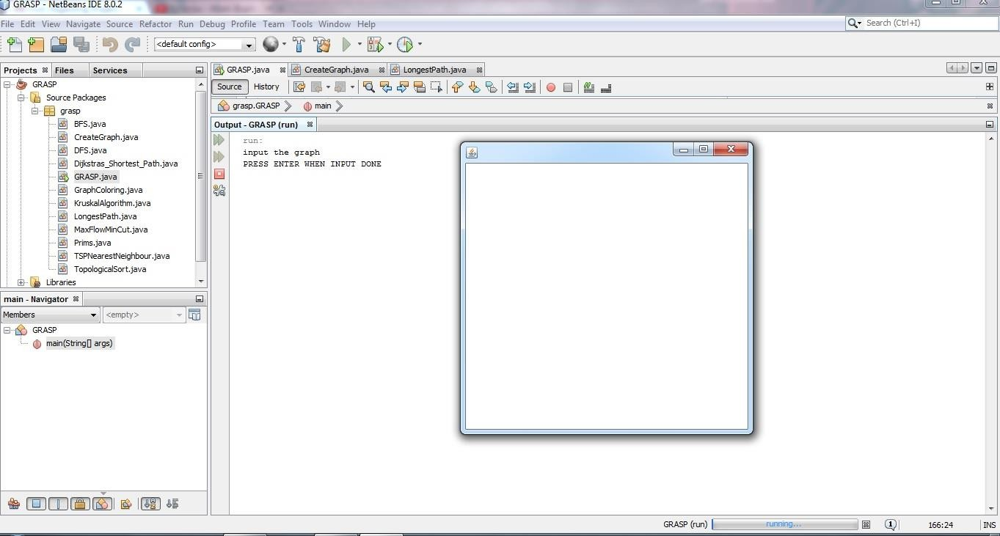 GRASP - NetBeans IDE 8.0.2
File Edit View Navigate Source Refactor Run Debug Profile Team Tools Window Help
Search (Ctrl+I)
<default config>
Projects Files Services
GRASP
Source Packages
grasp
BFS.java
CreateGraph.java
DFS.java
Dijkstras_Shortest_Path.java
GRASP.java
GraphColoring.java
KruskalAlgorithm.java
LongestPath.java
MaxFlowMinCut.java
Prims.java
TSPNearestNeighbour.java
TopologicalSort.java
Libraries
main - Navigator
Members <empty>
GRASP
main(String[] args)
GRASP.java CreateGraph.java LongestPath.java
Source History
grasp.GRASP main
Output - GRASP (run)
run:
input the graph
PRESS ENTER WHEN INPUT DONE
GRASP (run) running... 1 166:24 INS